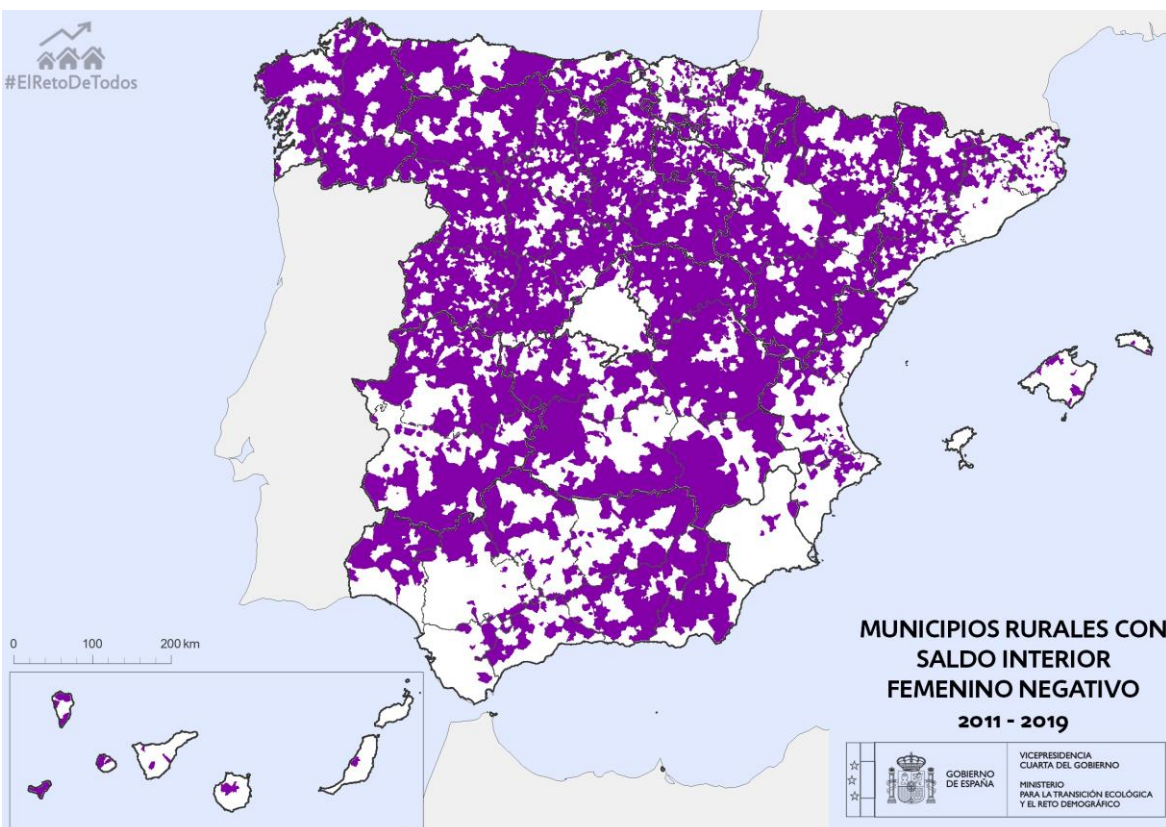 #ElRetoDeTodos
0 100 200 km
MUNICIPIOS RURALES CON
SALDO INTERIOR
FEMENINO NEGATIVO
2011 - 2019
GOBIERNO
DE ESPAÑA
VICEPRESIDENCIA
CUARTA DEL GOBIERNO
MINISTERIO
PARA LA TRANSICIÓN ECOLÓGICA
Y EL RETO DEMOGRÁFICO